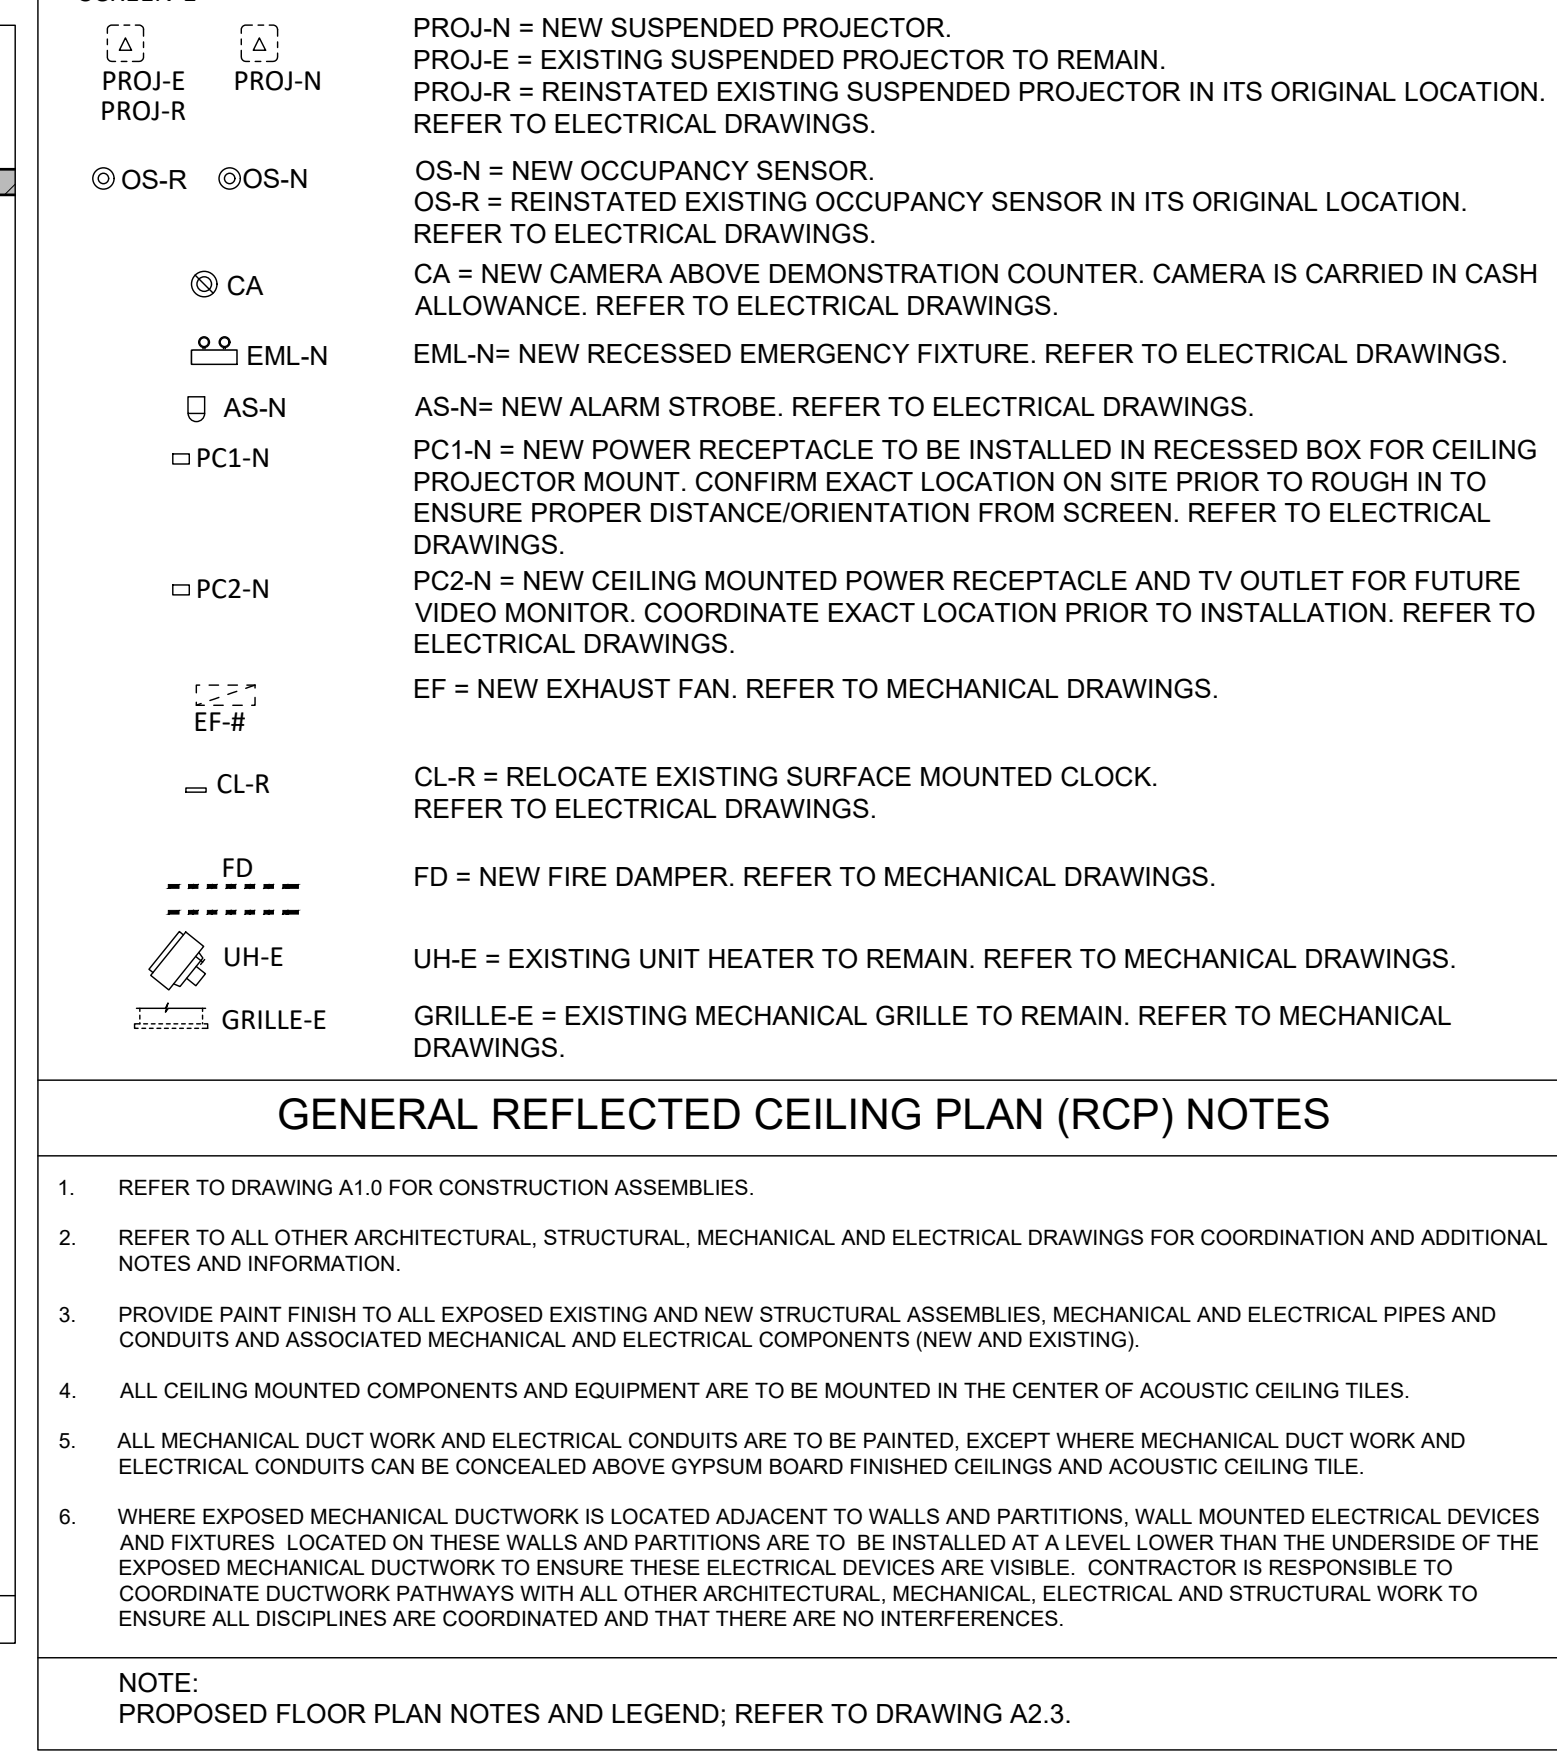 PROJ-E PROJ-N
PROJ-R
PROJ-N = NEW SUSPENDED PROJECTOR.
PROJ-E = EXISTING SUSPENDED PROJECTOR TO REMAIN.
PROJ-R = REINSTATED EXISTING SUSPENDED PROJECTOR IN ITS ORIGINAL LOCATION.
REFER TO ELECTRICAL DRAWINGS.
OS-R OS-N
OS-N = NEW OCCUPANCY SENSOR.
OS-R = REINSTATED EXISTING OCCUPANCY SENSOR IN ITS ORIGINAL LOCATION.
REFER TO ELECTRICAL DRAWINGS.
CA
CA = NEW CAMERA ABOVE DEMONSTRATION COUNTER. CAMERA IS CARRIED IN CASH
ALLOWANCE. REFER TO ELECTRICAL DRAWINGS.
EML-N
EML-N= NEW RECESSED EMERGENCY FIXTURE. REFER TO ELECTRICAL DRAWINGS.
AS-N
AS-N= NEW ALARM STROBE. REFER TO ELECTRICAL DRAWINGS.
PC1-N
PC1-N = NEW POWER RECEPTACLE TO BE INSTALLED IN RECESSED BOX FOR CEILING
PROJECTOR MOUNT. CONFIRM EXACT LOCATION ON SITE PRIOR TO ROUGH IN TO
ENSURE PROPER DISTANCE/ORIENTATION FROM SCREEN. REFER TO ELECTRICAL
DRAWINGS.
PC2-N
PC2-N = NEW CEILING MOUNTED POWER RECEPTACLE AND TV OUTLET FOR FUTURE
VIDEO MONITOR. COORDINATE EXACT LOCATION PRIOR TO INSTALLATION. REFER TO
ELECTRICAL DRAWINGS.
EF-#
EF = NEW EXHAUST FAN. REFER TO MECHANICAL DRAWINGS.
CL-R
CL-R = RELOCATE EXISTING SURFACE MOUNTED CLOCK.
REFER TO ELECTRICAL DRAWINGS.
FD
FD = NEW FIRE DAMPER. REFER TO MECHANICAL DRAWINGS.
UH-E
UH-E = EXISTING UNIT HEATER TO REMAIN. REFER TO MECHANICAL DRAWINGS.
GRILLE-E
GRILLE-E = EXISTING MECHANICAL GRILLE TO REMAIN. REFER TO MECHANICAL
DRAWINGS.
GENERAL REFLECTED CEILING PLAN (RCP) NOTES
1. REFER TO DRAWING A1.0 FOR CONSTRUCTION ASSEMBLIES.
2. REFER TO ALL OTHER ARCHITECTURAL, STRUCTURAL, MECHANICAL AND ELECTRICAL DRAWINGS FOR COORDINATION AND ADDITIONAL
NOTES AND INFORMATION.
3. PROVIDE PAINT FINISH TO ALL EXPOSED EXISTING AND NEW STRUCTURAL ASSEMBLIES, MECHANICAL AND ELECTRICAL PIPES AND
CONDUITS AND ASSOCIATED MECHANICAL AND ELECTRICAL COMPONENTS (NEW AND EXISTING).
4. ALL CEILING MOUNTED COMPONENTS AND EQUIPMENT ARE TO BE MOUNTED IN THE CENTER OF ACOUSTIC CEILING TILES.
5. ALL MECHANICAL DUCT WORK AND ELECTRICAL CONDUITS ARE TO BE PAINTED, EXCEPT WHERE MECHANICAL DUCT WORK AND
ELECTRICAL CONDUITS CAN BE CONCEALED ABOVE GYPSUM BOARD FINISHED CEILINGS AND ACOUSTIC CEILING TILE.
6. WHERE EXPOSED MECHANICAL DUCTWORK IS LOCATED ADJACENT TO WALLS AND PARTITIONS, WALL MOUNTED ELECTRICAL DEVICES
AND FIXTURES LOCATED ON THESE WALLS AND PARTITIONS ARE TO BE INSTALLED AT A LEVEL LOWER THAN THE UNDERSIDE OF THE
EXPOSED MECHANICAL DUCTWORK TO ENSURE THESE ELECTRICAL DEVICES ARE VISIBLE. CONTRACTOR IS RESPONSIBLE TO
COORDINATE DUCTWORK PATHWAYS WITH ALL OTHER ARCHITECTURAL, MECHANICAL, ELECTRICAL AND STRUCTURAL WORK TO
ENSURE ALL DISCIPLINES ARE COORDINATED AND THAT THERE ARE NO INTERFERENCES.
NOTE:
PROPOSED FLOOR PLAN NOTES AND LEGEND; REFER TO DRAWING A2.3.